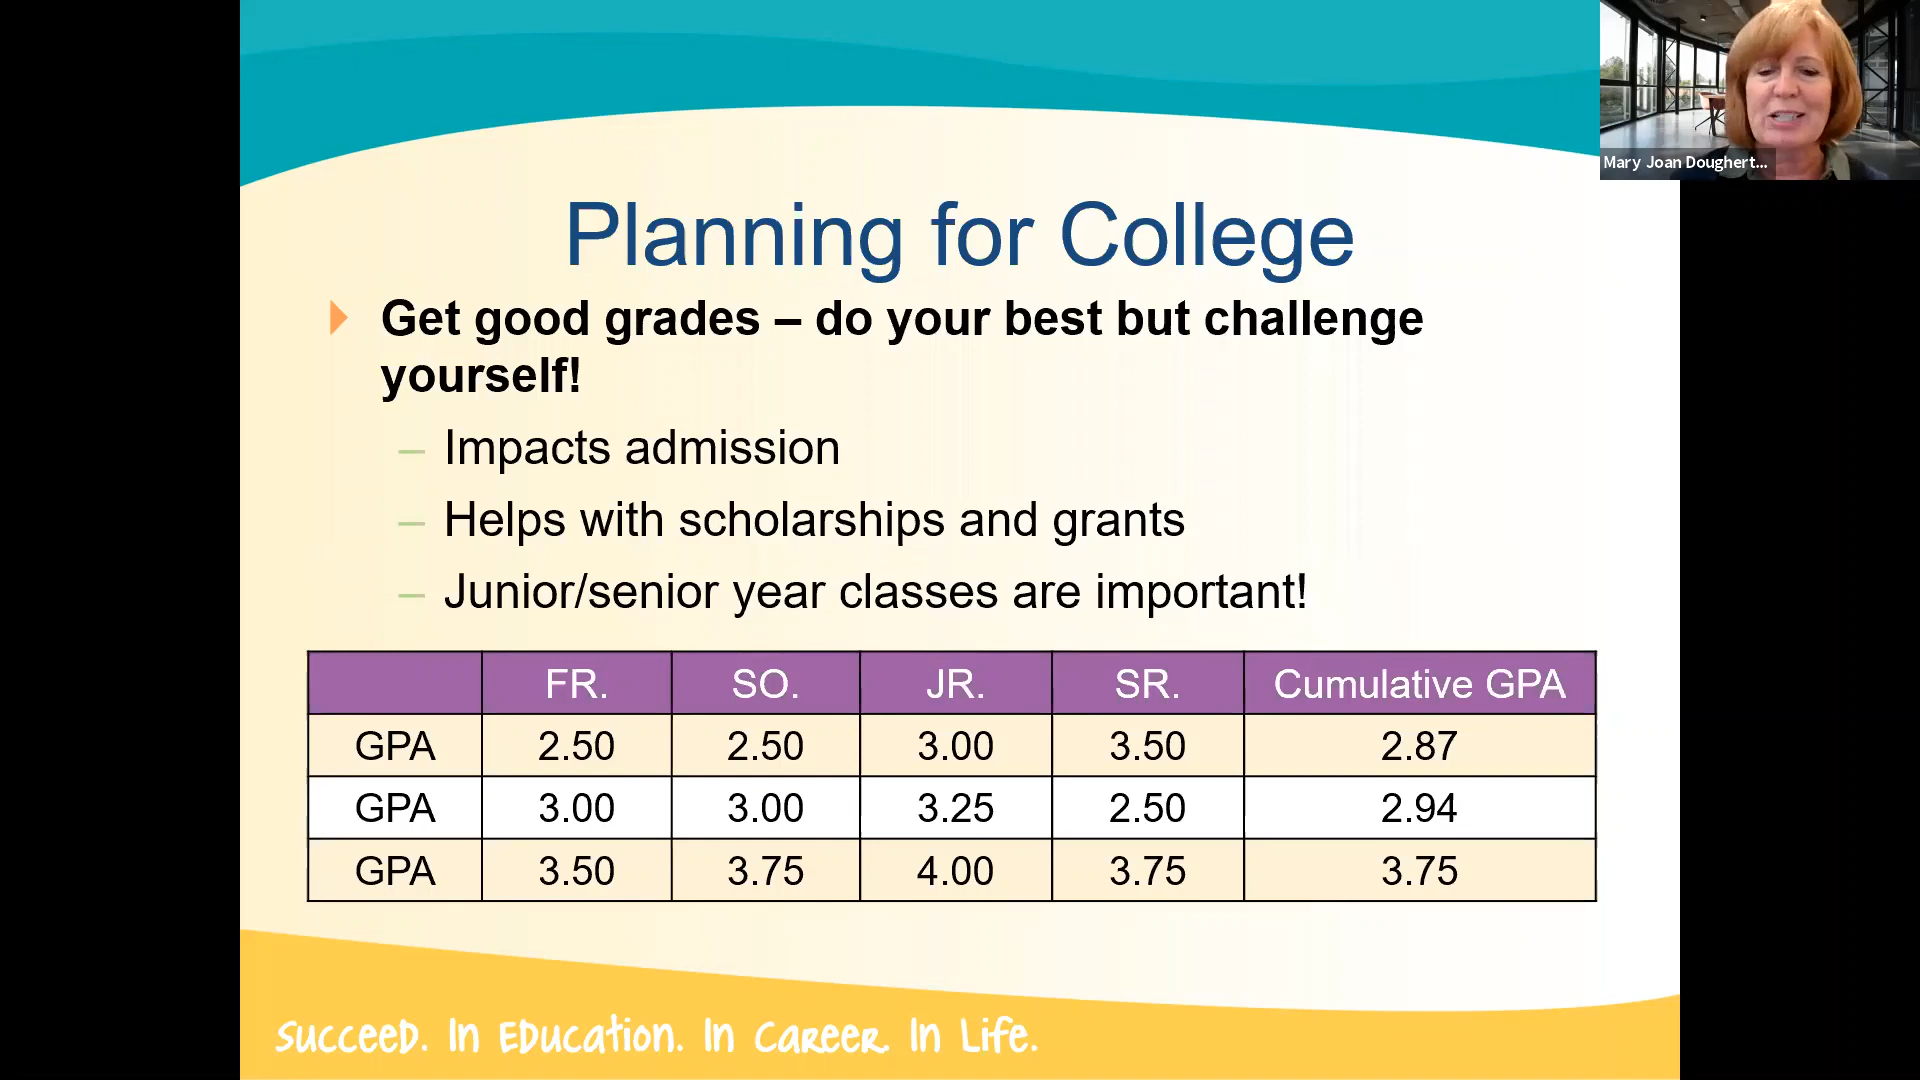 Mary Joan Doughert...
Planning for College
Get good grades – do your best but challenge
yourself!
– Impacts admission
– Helps with scholarships and grants
– Junior/senior year classes are important!
FR. SO. JR. SR. Cumulative GPA
GPA 2.50 2.50 3.00 3.50 2.87
GPA 3.00 3.00 3.25 2.50 2.94
GPA 3.50 3.75 4.00 3.75 3.75
Succeed. In Education. In Career. In Life.